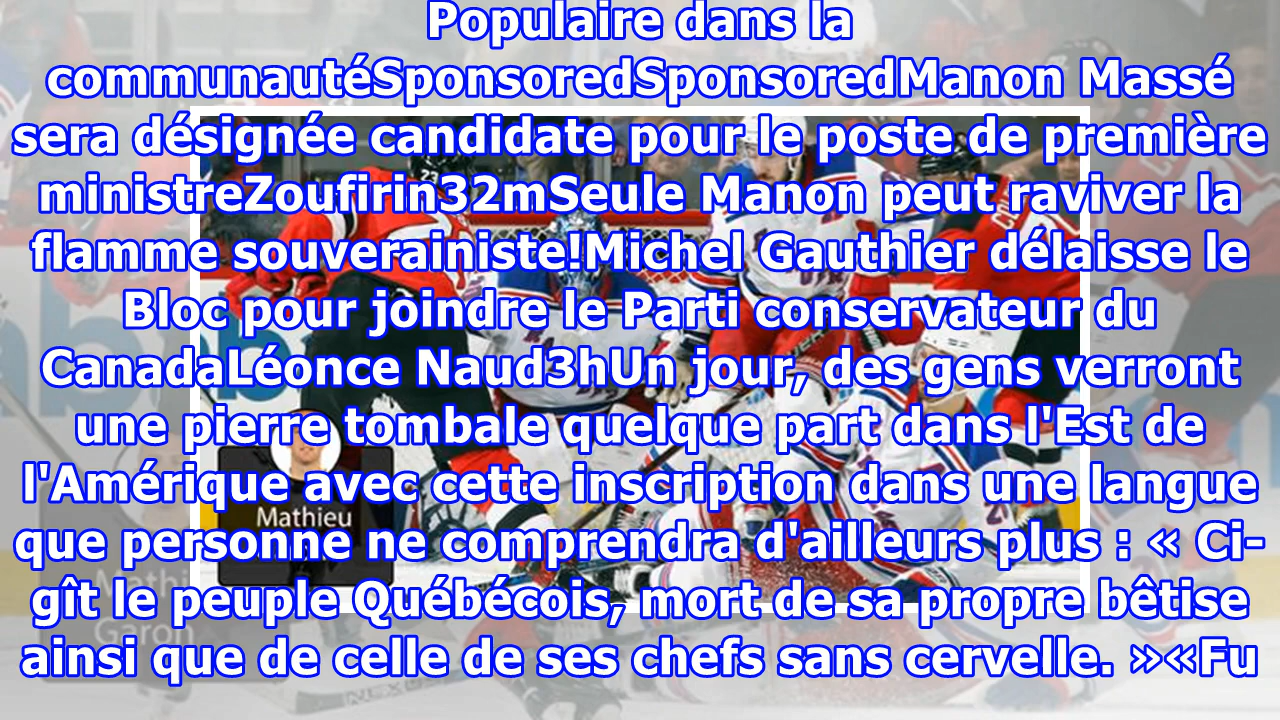 Populaire dans la
communautéSponsoredSponsoredManon Massé
sera désignée candidate pour le poste de première
ministreZoufirin32mSeule Manon peut raviver la
flamme souverainiste!Michel Gauthier délaisse le
Bloc pour joindre le Parti conservateur du
CanadaLéonce Naud3hUn jour, des gens verront
une pierre tombale quelque part dans l'Est de
l'Amérique avec cette inscription dans une langue
que personne ne comprendra d'ailleurs plus : « Ci-
gît le peuple Québécois, mort de sa propre bêtise
ainsi que de celle de ses chefs sans cervelle. »«Fu
Mathieu
Garon
23